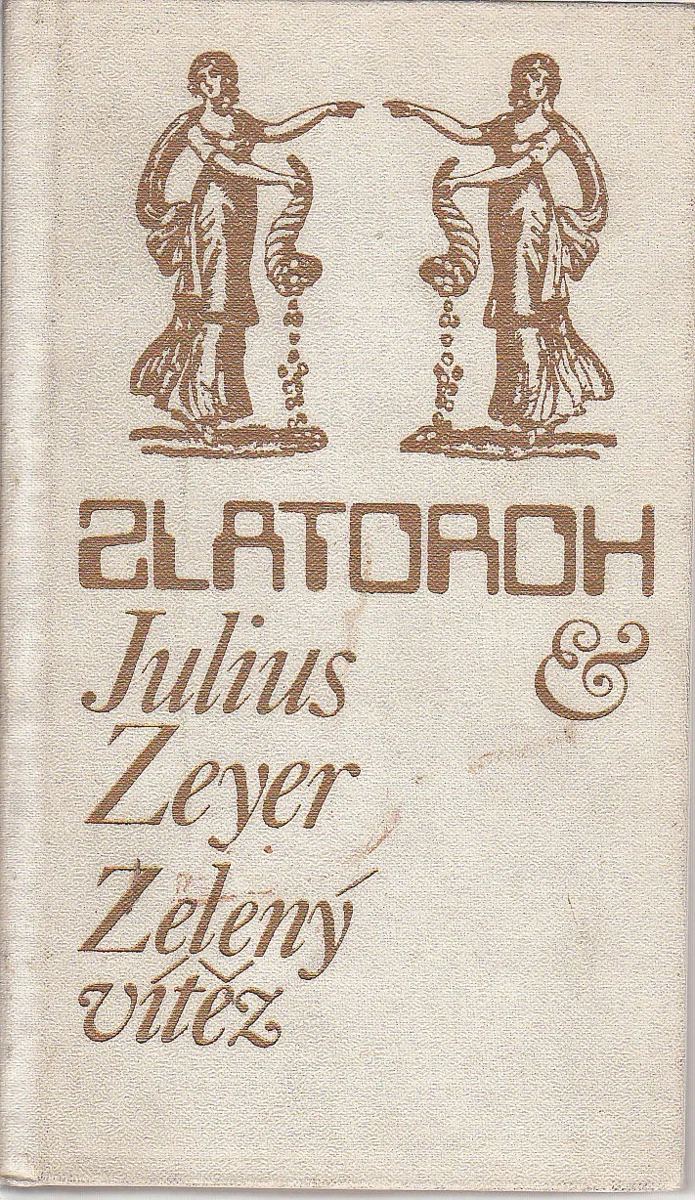 ZLATOROH
Julius &
Zeyer
Zelený
vítěz